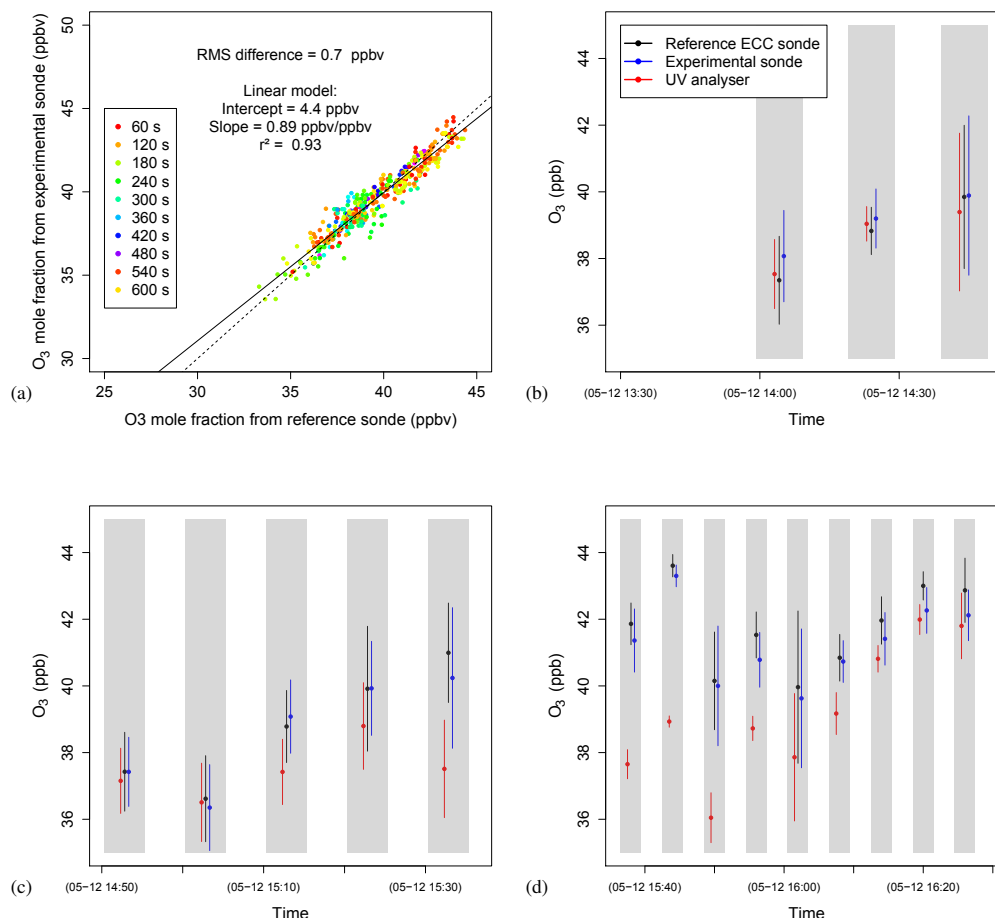 RMS difference = 0.7 ppbv
Linear model:
Intercept = 4.4 ppbv
Slope = 0.89 ppbv/ppbv
r² = 0.93
60 s
120 s
180 s
240 s
300 s
360 s
420 s
480 s
540 s
600 s
O₃ mole fraction from experimental sonde (ppbv)
50
45
40
35
30
25
30
35
40
45
(a)
O3 mole fraction from reference sonde (ppbv)
Reference ECC sonde
Experimental sonde
UV analyser
O₃ (ppb)
44
42
40
38
36
(05−12 13:30)
(05−12 14:00)
(05−12 14:30)
(b)
Time
O₃ (ppb)
44
42
40
38
36
(05−12 14:50)
(05−12 15:10)
(05−12 15:30)
(c)
Time
O₃ (ppb)
44
42
40
38
36
(05−12 15:40)
(05−12 16:00)
(05−12 16:20)
(d)
Time